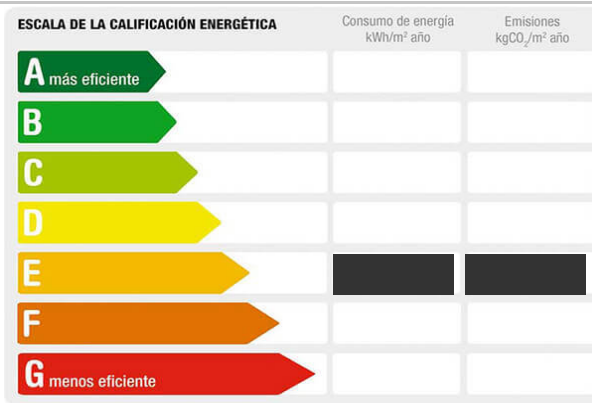 ESCALA DE LA CALIFICACIÓN ENERGÉTICA
Consumo de energía
kWh/m² año
Emisiones
kgCO₂/m² año
A más eficiente
B
C
D
E
F
G menos eficiente